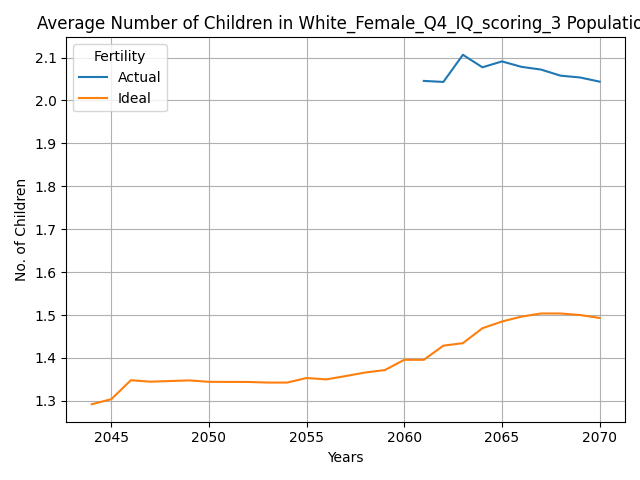 Average Number of Children in White_Female_Q4_IQ_scoring_3 Populatio
Fertility
Actual
Ideal
2.1
2.0
1.9
1.8
1.7
1.6
1.5
1.4
1.3
No. of Children
2045 2050 2055 2060 2065 2070
Years